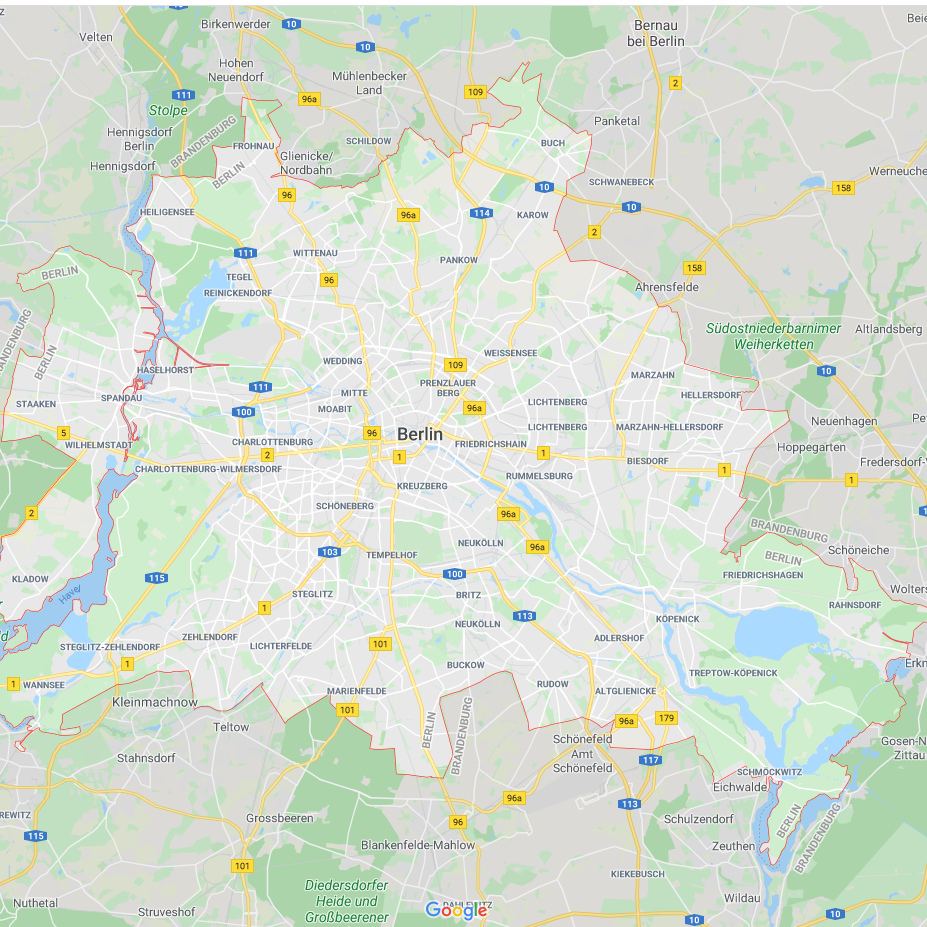 Birkenwerder
10
Bernau
bei Berlin
Velten
10
Hohen
Neuendorf
Mühlenbecker
Land
2
111
96a
109
Stolpe
Panketal
Hennigsdorf
Berlin
BRANDENBURG
SCHILDOW
BUCH
FROHNAU
Glienicke/
Nordbahn
Hennigsdorf
BERLIN
Werneuche
SCHWANEBECK
10
158
96
10
HEILIGENSEE
96a
114
KAROW
2
111
WITTENAU
PANKOW
158
BERLIN
TEGEL
96
REINICKENDORF
Ahrensfelde
Südostniederbarnimer
Weiherketten
Altlandsberg
BERLIN
WEISSENSEE
WEDDING
109
HASELHORST
10
MARZAHN
111
PRENZLAUER
BERG
MITTE
HELLERSDORF
SPANDAU
STAAKEN
100
MOABIT
96a
LICHTENBERG
Neuenhagen
5
96
Berlin
LICHTENBERG
MARZAHN-HELLERSDORF
WILHELMSTADT
CHARLOTTENBURG
FRIEDRICHSHAIN
Hoppegarten
2
1
1
BIESDORF
Fredersdorf-V
CHARLOTTENBURG-WILMERSDORF
1
1
RUMMELSBURG
KREUZBERG
2
SCHÖNEBERG
96a
BRANDENBURG
103
TEMPELHOF
NEUKÖLLN
96a
Schöneiche
BERLIN
KLADOW
115
100
FRIEDRICHSHAGEN
Havel
STEGLITZ
BRITZ
Wolters
1
113
RAHNSDORF
NEUKÖLLN
KÖPENICK
ZEHLENDORF
ADLERSHOF
STEGLITZ-ZEHLENDORF
LICHTERFELDE
101
1
BUCKOW
Erkn
TREPTOW-KÖPENICK
1
WANNSEE
RUDOW
MARIENFELDE
ALTGLIENICKE
Kleinmachnow
101
96a
179
Teltow
BERLIN
BRANDENBURG
Schönefeld
Amt
Schönefeld
Gosen-N
Zittau
Stahnsdorf
117
SCHMÖCKWITZ
Eichwalde
96a
113
REWITZ
Grossbeeren
96
Schulzendorf
BERLIN
BRANDENBURG
115
Blankenfelde-Mahlow
Zeuthen
101
KIEKEBUSCH
Diedersdorfer
Heide und
Großbeerener
Nuthetal
Wildau
Struveshof
Google
DAHLEWITZ
10
10